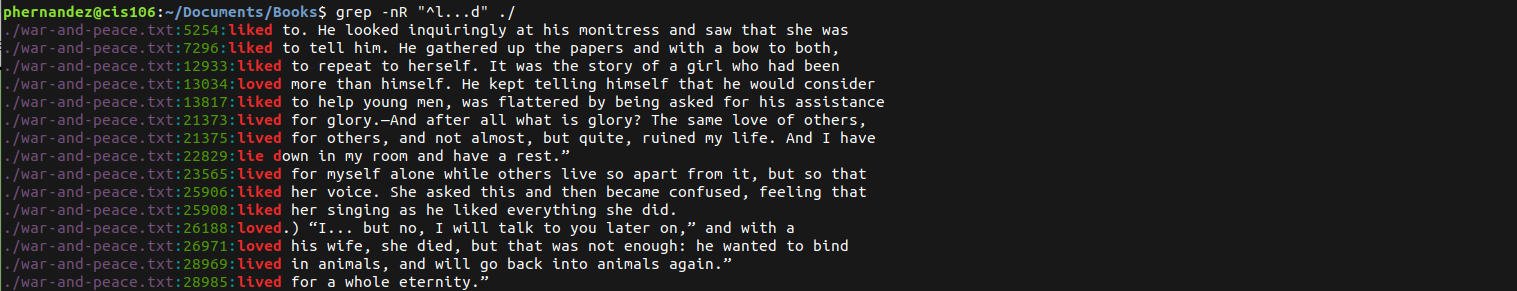 phernandez@cis106:~/Documents/Books$ grep -nR "^l...d" ./
./war-and-peace.txt:5254:liked to. He looked inquiringly at his monitress and saw that she was
./war-and-peace.txt:7296:liked to tell him. He gathered up the papers and with a bow to both,
./war-and-peace.txt:12933:liked to repeat to herself. It was the story of a girl who had been
./war-and-peace.txt:13034:loved more than himself. He kept telling himself that he would consider
./war-and-peace.txt:13817:liked to help young men, was flattered by being asked for his assistance
./war-and-peace.txt:21373:lived for glory.—And after all what is glory? The same love of others,
./war-and-peace.txt:21375:lived for others, and not almost, but quite, ruined my life. And I have
./war-and-peace.txt:22829:lie down in my room and have a rest.”
./war-and-peace.txt:23565:lived for myself alone while others live so apart from it, but so that
./war-and-peace.txt:25906:liked her voice. She asked this and then became confused, feeling that
./war-and-peace.txt:25908:liked her singing as he liked everything she did.
./war-and-peace.txt:26188:loved.) “I... but no, I will talk to you later on,” and with a
./war-and-peace.txt:26971:loved his wife, she died, but that was not enough: he wanted to bind
./war-and-peace.txt:28969:lived in animals, and will go back into animals again.”
./war-and-peace.txt:28985:lived for a whole eternity.”